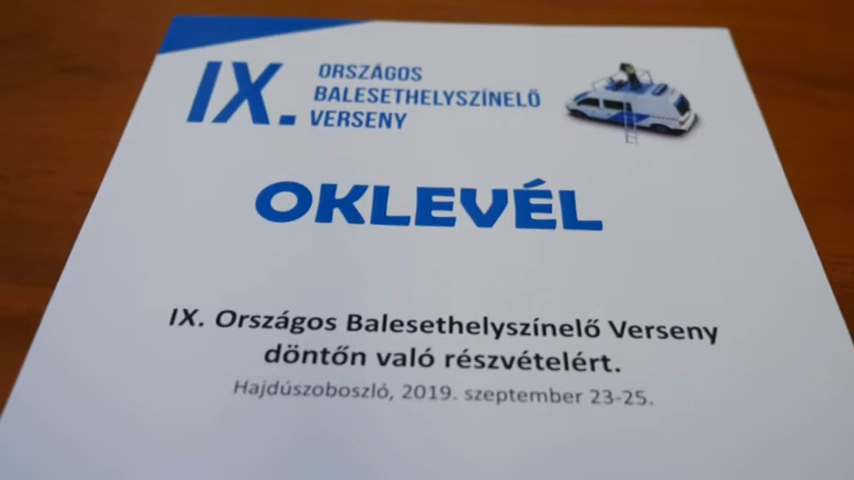 IX. ORSZÁGOS
BALESETHELYSZÍNELŐ
VERSENY
OKLEVÉL
IX. Országos Balesethelyszínelő Verseny
döntőn való részvételért.
Hajdúszoboszló, 2019. szeptember 23-25.